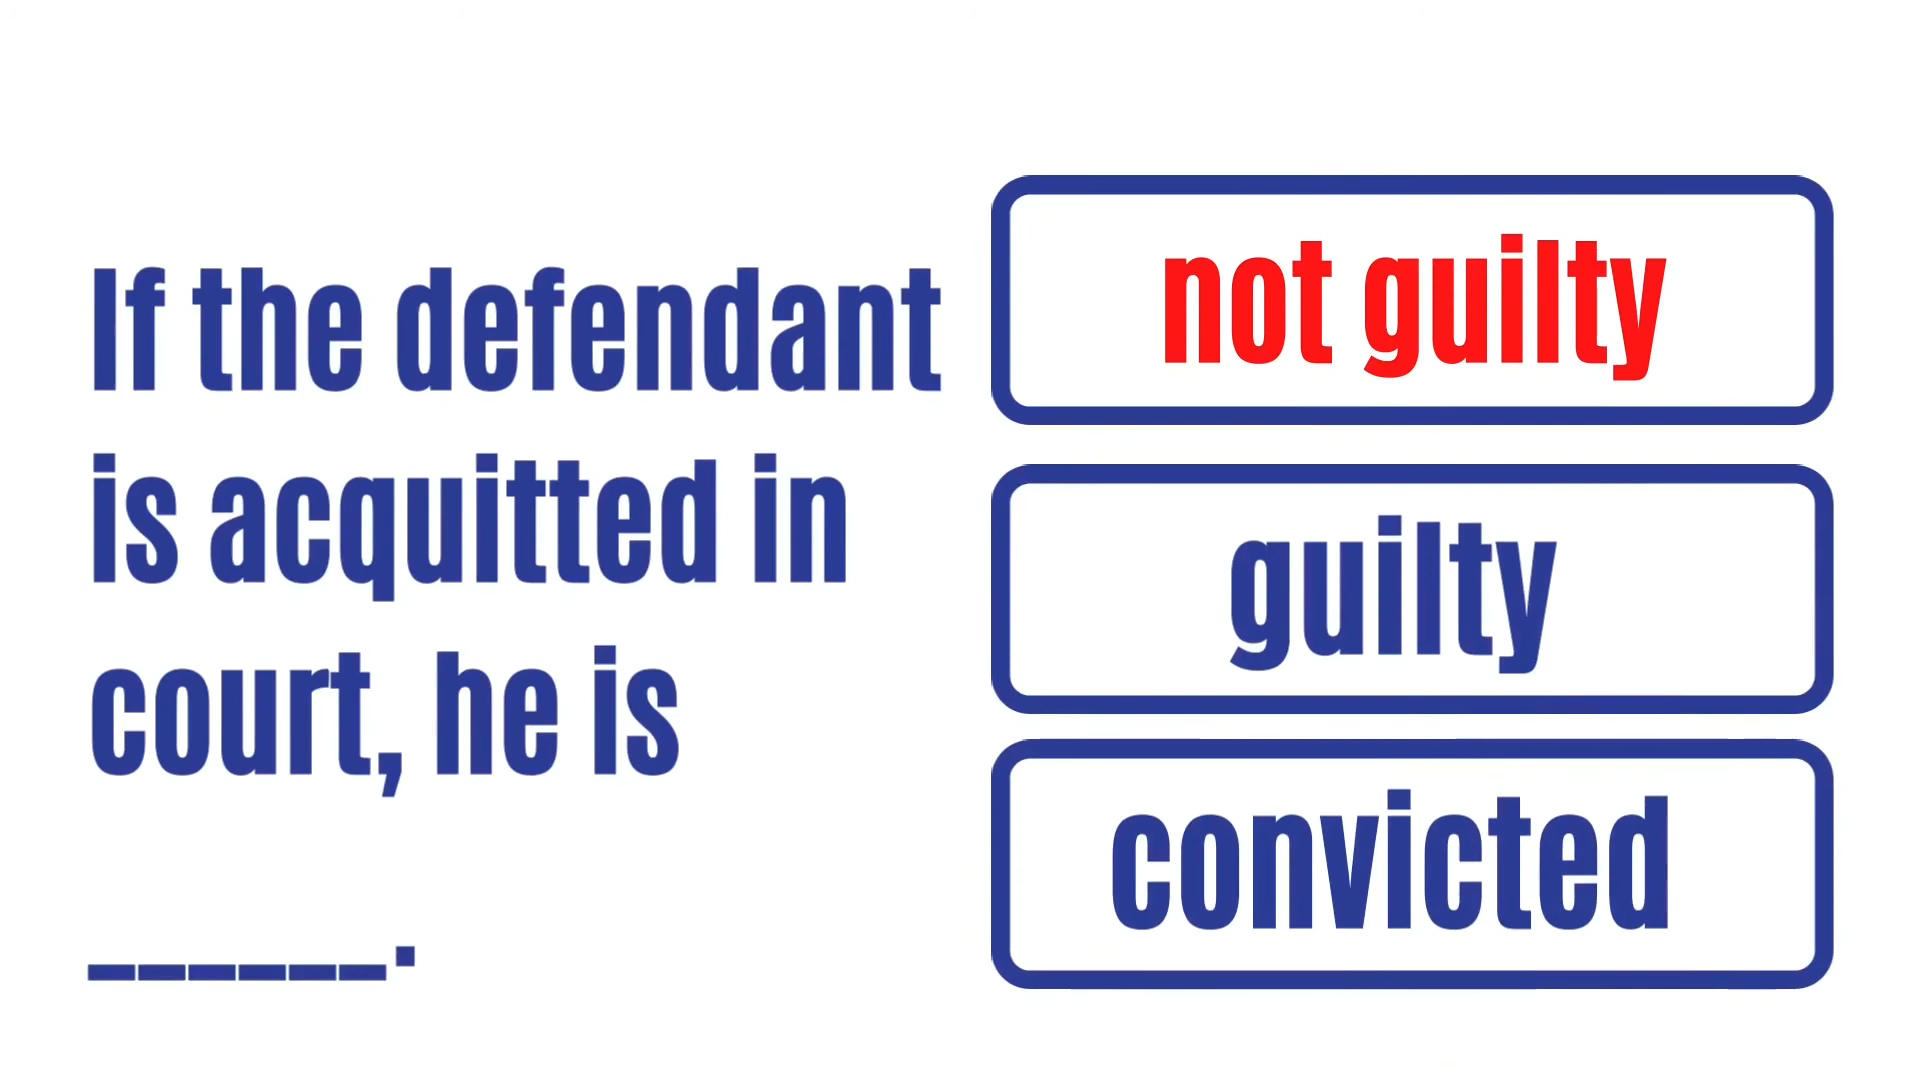 If the defendant
is acquitted in
court, he is
______.
not guilty
guilty
convicted